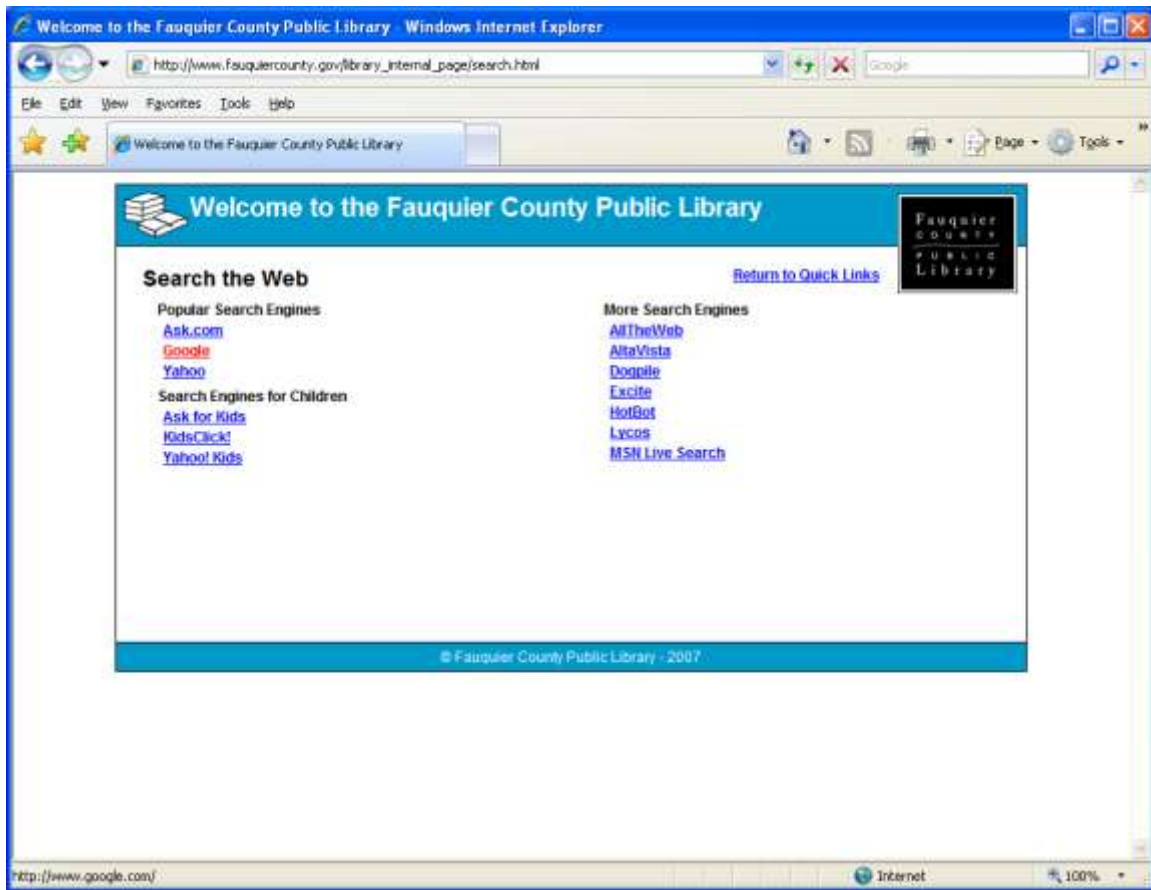 Welcome to the Fauquier County Public Library - Windows Internet Explorer
http://www.fauquiercounty.gov/library_internal_page/search.html
Google
File Edit View Favorites Tools Help
Welcome to the Fauquier County Public Library
Page
Tools
Welcome to the Fauquier County Public Library
Fauquier
COUNTY
PUBLIC
Library
Search the Web
Return to Quick Links
Popular Search Engines
Ask.com
Google
Yahoo
Search Engines for Children
Ask for Kids
KidsClick!
Yahoo! Kids
More Search Engines
AllTheWeb
AltaVista
Dogpile
Excite
HotBot
Lycos
MSN Live Search
© Fauquier County Public Library - 2007
http://www.google.com/
Internet
100%